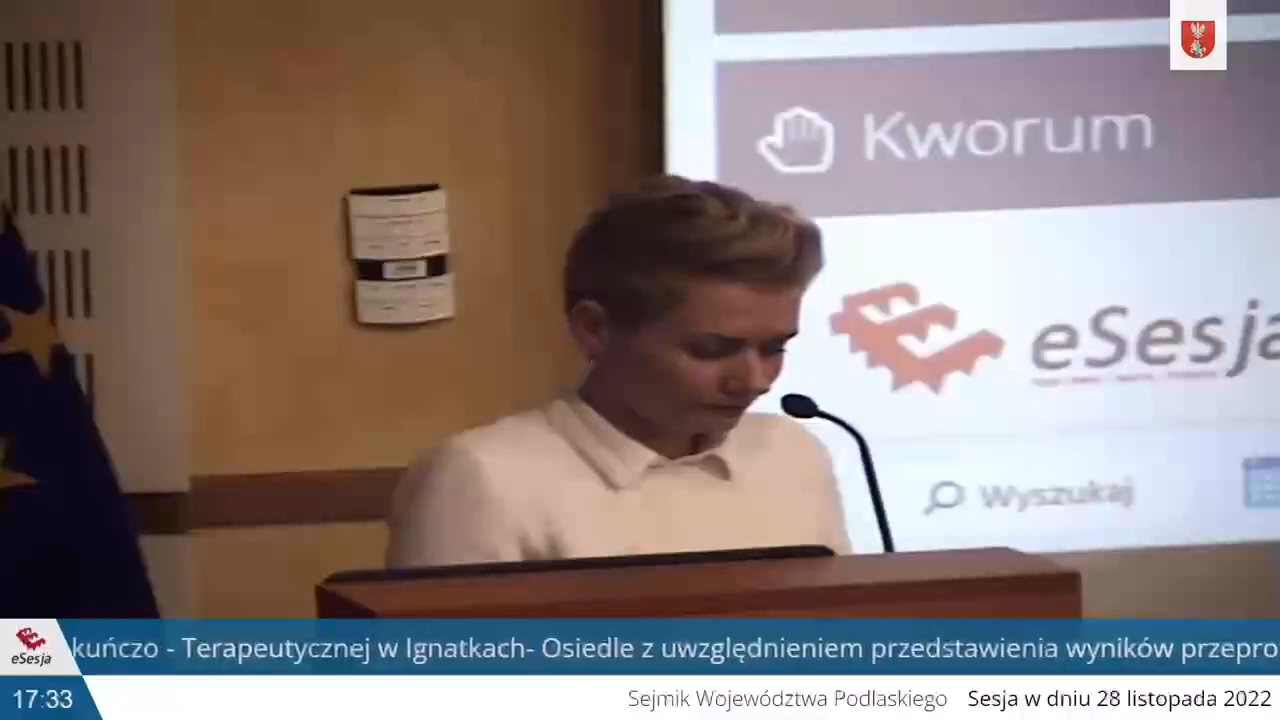 Kworum
eSesja
Wyszukaj
eSesja
kuńczo - Terapeutycznej w Ignatkach- Osiedle z uwzględnieniem przedstawienia wyników przepro
17:33
Sejmik Województwa Podlaskiego Sesja w dniu 28 listopada 2022